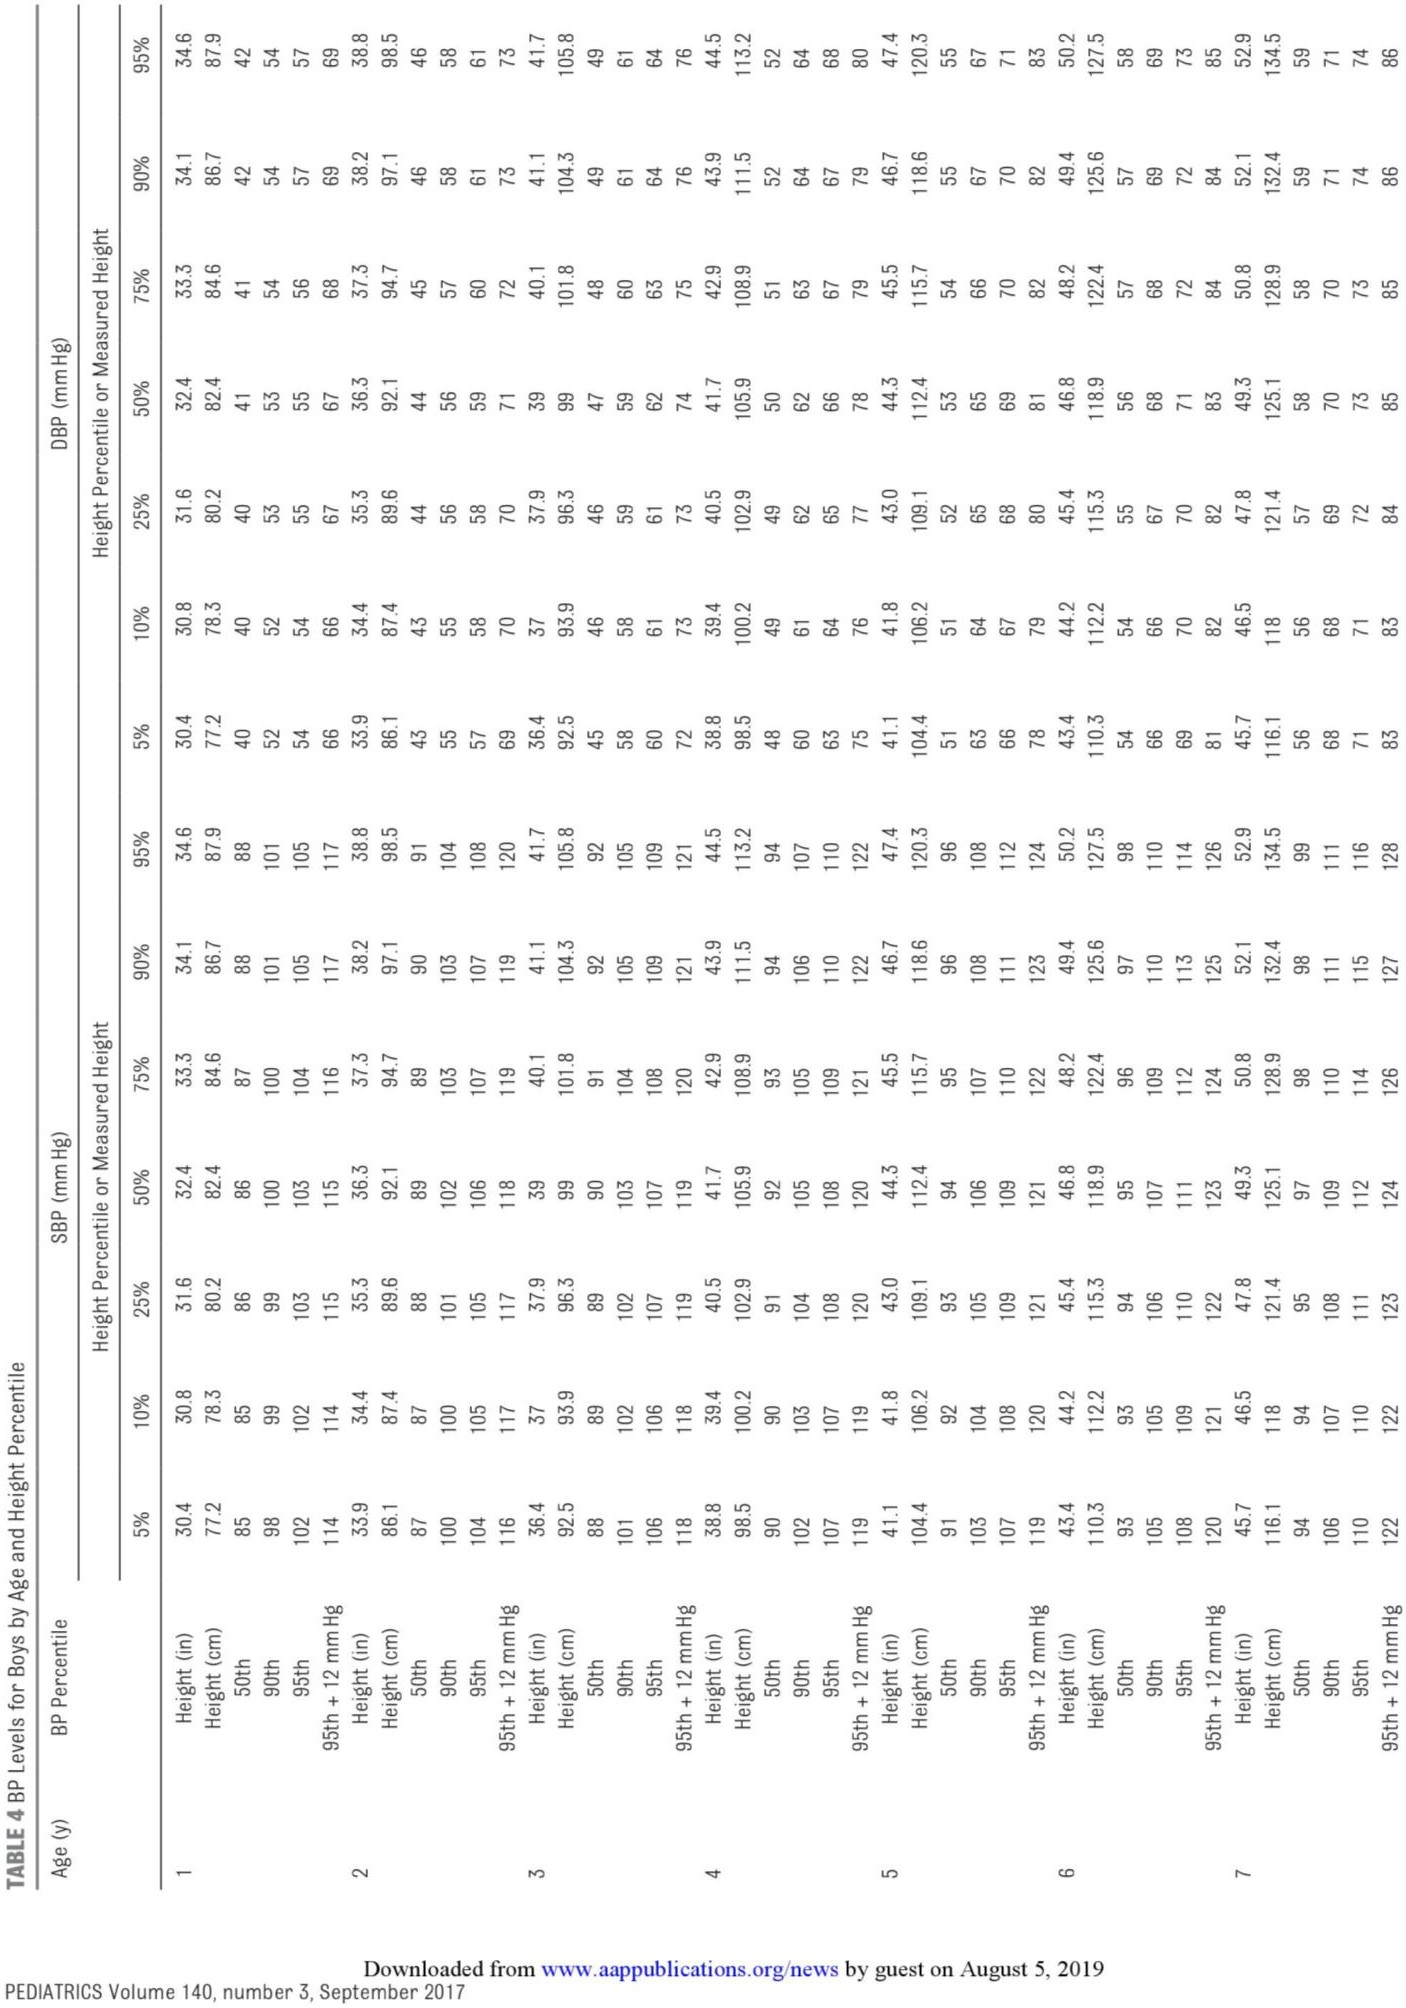 TABLE 4 BP Levels for Boys by Age and Height Percentile
Age (y) BP Percentile SBP (mm Hg) DBP (mm Hg)
Height Percentile or Measured Height Height Percentile or Measured Height
5% 10% 25% 50% 75% 90% 95% 5% 10% 25% 50% 75% 90% 95%
1 Height (in) 30.4 30.8 31.6 32.4 33.3 34.1 34.6 30.4 30.8 31.6 32.4 33.3 34.1 34.6
Height (cm) 77.2 78.3 80.2 82.4 84.6 86.7 87.9 77.2 78.3 80.2 82.4 84.6 86.7 87.9
50th 85 85 86 86 87 88 88 40 40 40 41 41 42 42
90th 98 99 99 100 100 101 101 52 52 53 53 54 54 54
95th 102 102 103 103 104 105 105 54 54 55 55 56 57 57
95th + 12 mm Hg 114 114 115 115 116 117 117 66 66 67 67 68 69 69
2 Height (in) 33.9 34.4 35.3 36.3 37.3 38.2 38.8 33.9 34.4 35.3 36.3 37.3 38.2 38.8
Height (cm) 86.1 87.4 89.6 92.1 94.7 97.1 98.5 86.1 87.4 89.6 92.1 94.7 97.1 98.5
50th 87 87 88 89 89 90 91 43 43 44 44 45 46 46
90th 100 100 101 102 103 103 104 55 55 56 56 57 58 58
95th 104 105 105 106 107 107 108 57 58 58 59 60 61 61
95th + 12 mm Hg 116 117 117 118 119 119 120 69 70 70 71 72 73 73
3 Height (in) 36.4 37 37.9 39 40.1 41.1 41.7 36.4 37 37.9 39 40.1 41.1 41.7
Height (cm) 92.5 93.9 96.3 99 101.8 104.3 105.8 92.5 93.9 96.3 99 101.8 104.3 105.8
50th 88 89 89 90 91 92 92 45 46 46 47 48 49 49
90th 101 102 102 103 104 105 105 58 58 59 59 60 61 61
95th 106 106 107 107 108 109 109 60 61 61 62 63 64 64
95th + 12 mm Hg 118 118 119 119 120 121 121 72 73 73 74 75 76 76
4 Height (in) 38.8 39.4 40.5 41.7 42.9 43.9 44.5 38.8 39.4 40.5 41.7 42.9 43.9 44.5
Height (cm) 98.5 100.2 102.9 105.9 108.9 111.5 113.2 98.5 100.2 102.9 105.9 108.9 111.5 113.2
50th 90 90 91 92 93 94 94 48 49 49 50 51 52 52
90th 102 103 104 105 105 106 107 60 61 62 62 63 64 64
95th 107 107 108 108 109 110 110 63 64 65 66 67 67 68
95th + 12 mm Hg 119 119 120 120 121 122 122 75 76 77 78 79 79 80
5 Height (in) 41.1 41.8 43.0 44.3 45.5 46.7 47.4 41.1 41.8 43.0 44.3 45.5 46.7 47.4
Height (cm) 104.4 106.2 109.1 112.4 115.7 118.6 120.3 104.4 106.2 109.1 112.4 115.7 118.6 120.3
50th 91 92 93 94 95 96 96 51 51 52 53 54 55 55
90th 103 104 105 106 107 108 108 63 64 65 65 66 67 67
95th 107 108 109 109 110 111 112 66 67 68 69 70 70 71
95th + 12 mm Hg 119 120 121 121 122 123 124 78 79 80 81 82 82 83
6 Height (in) 43.4 44.2 45.4 46.8 48.2 49.4 50.2 43.4 44.2 45.4 46.8 48.2 49.4 50.2
Height (cm) 110.3 112.2 115.3 118.9 122.4 125.6 127.5 110.3 112.2 115.3 118.9 122.4 125.6 127.5
50th 93 93 94 95 96 97 98 54 54 55 56 57 57 58
90th 105 105 106 107 109 110 110 66 66 67 68 68 69 69
95th 108 109 110 111 112 113 114 69 70 70 71 72 72 73
95th + 12 mm Hg 120 121 122 123 124 125 126 81 82 82 83 84 84 85
7 Height (in) 45.7 46.5 47.8 49.3 50.8 52.1 52.9 45.7 46.5 47.8 49.3 50.8 52.1 52.9
Height (cm) 116.1 118 121.4 125.1 128.9 132.4 134.5 116.1 118 121.4 125.1 128.9 132.4 134.5
50th 94 94 95 97 98 98 99 56 56 57 58 58 59 59
90th 106 107 108 109 110 111 111 68 68 69 70 70 71 71
95th 110 110 111 112 114 115 116 71 71 72 73 73 74 74
95th + 12 mm Hg 122 122 123 124 126 127 128 83 83 84 85 85 86 86
Downloaded from www.aappublications.org/news by guest on August 5, 2019
PEDIATRICS Volume 140, number 3, September 2017